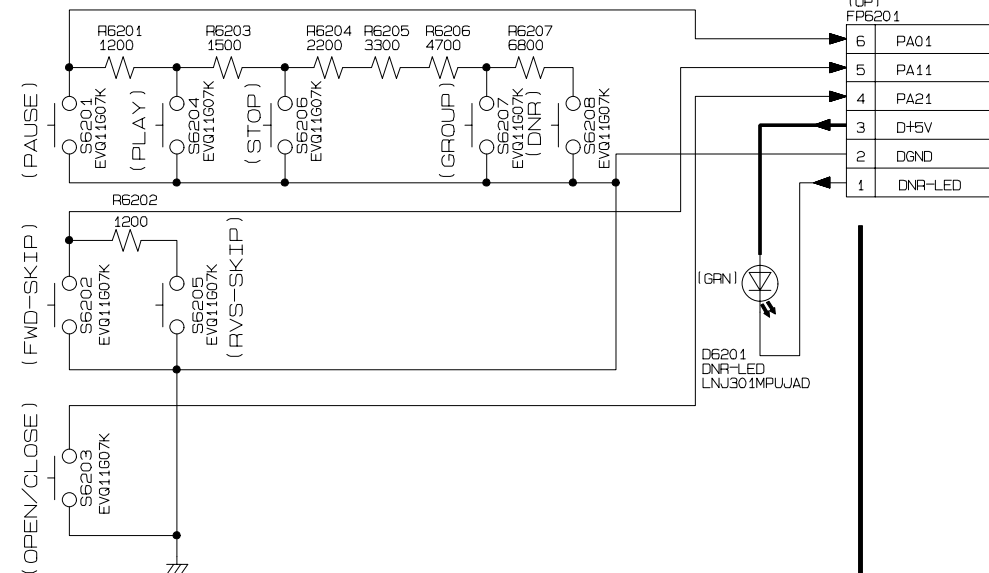 (OP)
FP6201
R6201
1200
R6203
1500
R6204
2200
R6205
3300
R6206
4700
R6207
6800
6 PA01
5 PA11
4 PA21
3 D+5V
2 DGND
1 DNR-LED
(PAUSE)
S6201
EVQ11G07K
(PLAY)
S6204
EVQ11G07K
(STOP)
S6206
EVQ11G07K
(GROUP)
S6207
EVQ11G07K
(DNR)
S6208
EVQ11G07K
R6202
1200
(FWD-SKIP)
S6202
EVQ11G07K
S6205
EVQ11G07K
(RVS-SKIP)
(GRN)
D6201
DNR-LED
LNJ301MPUJAD
(OPEN/CLOSE)
S6203
EVQ11G07K